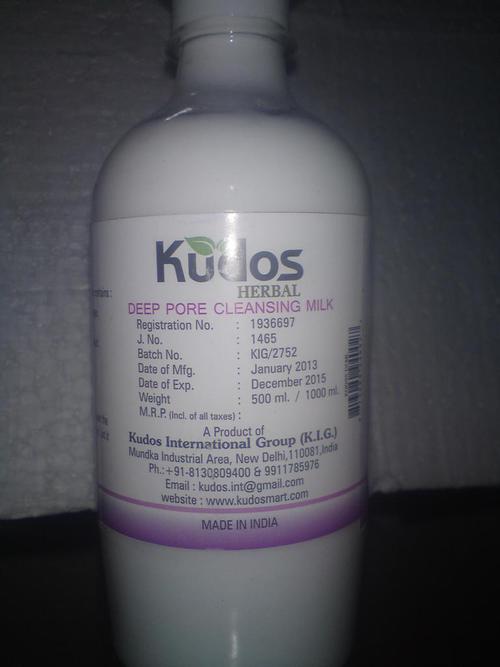 Kudos
HERBAL
DEEP PORE CLEANSING MILK
Registration No. : 1936697
J. No. : 1465
Batch No. : KIG/2752
Date of Mfg. : January 2013
Date of Exp. : December 2015
Weight : 500 ml. / 1000 ml.
M.R.P. (Incl. of all taxes) :
A Product of
Kudos International Group (K.I.G.)
Mundka Industrial Area, New Delhi,110081,India
Ph.:+91-8130809400 & 9911785976
Email : kudos.int@gmail.com
website : www.kudosmart.com
MADE IN INDIA